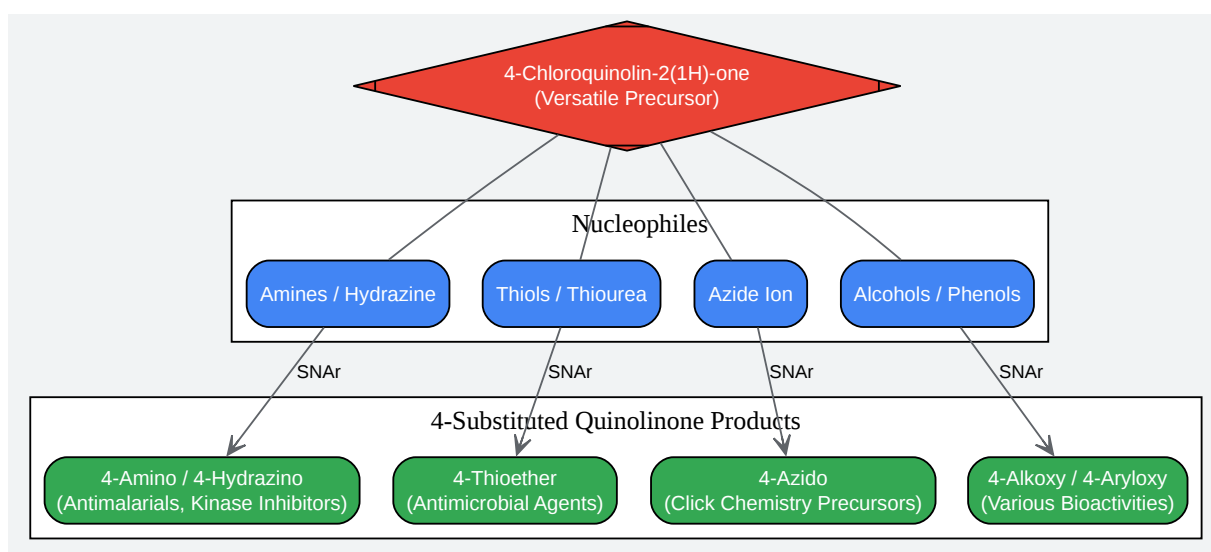 4-Chloroquinolin-2(1H)-one
(Versatile Precursor)
Nucleophiles
Amines / Hydrazine
Thiols / Thiourea
Azide Ion
Alcohols / Phenols
SNAr
SNAr
SNAr
SNAr
4-Substituted Quinolinone Products
4-Amino / 4-Hydrazino
(Antimalarials, Kinase Inhibitors)
4-Thioether
(Antimicrobial Agents)
4-Azido
(Click Chemistry Precursors)
4-Alkoxy / 4-Aryloxy
(Various Bioactivities)